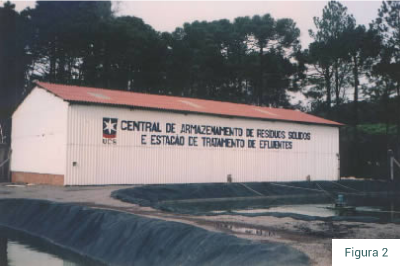 CENTRAL DE ARMAZENAMENTO DE RESÍDUOS SÓLIDOS
E ESTAÇÃO DE TRATAMENTO DE EFLUENTES
UCS
Figura 2